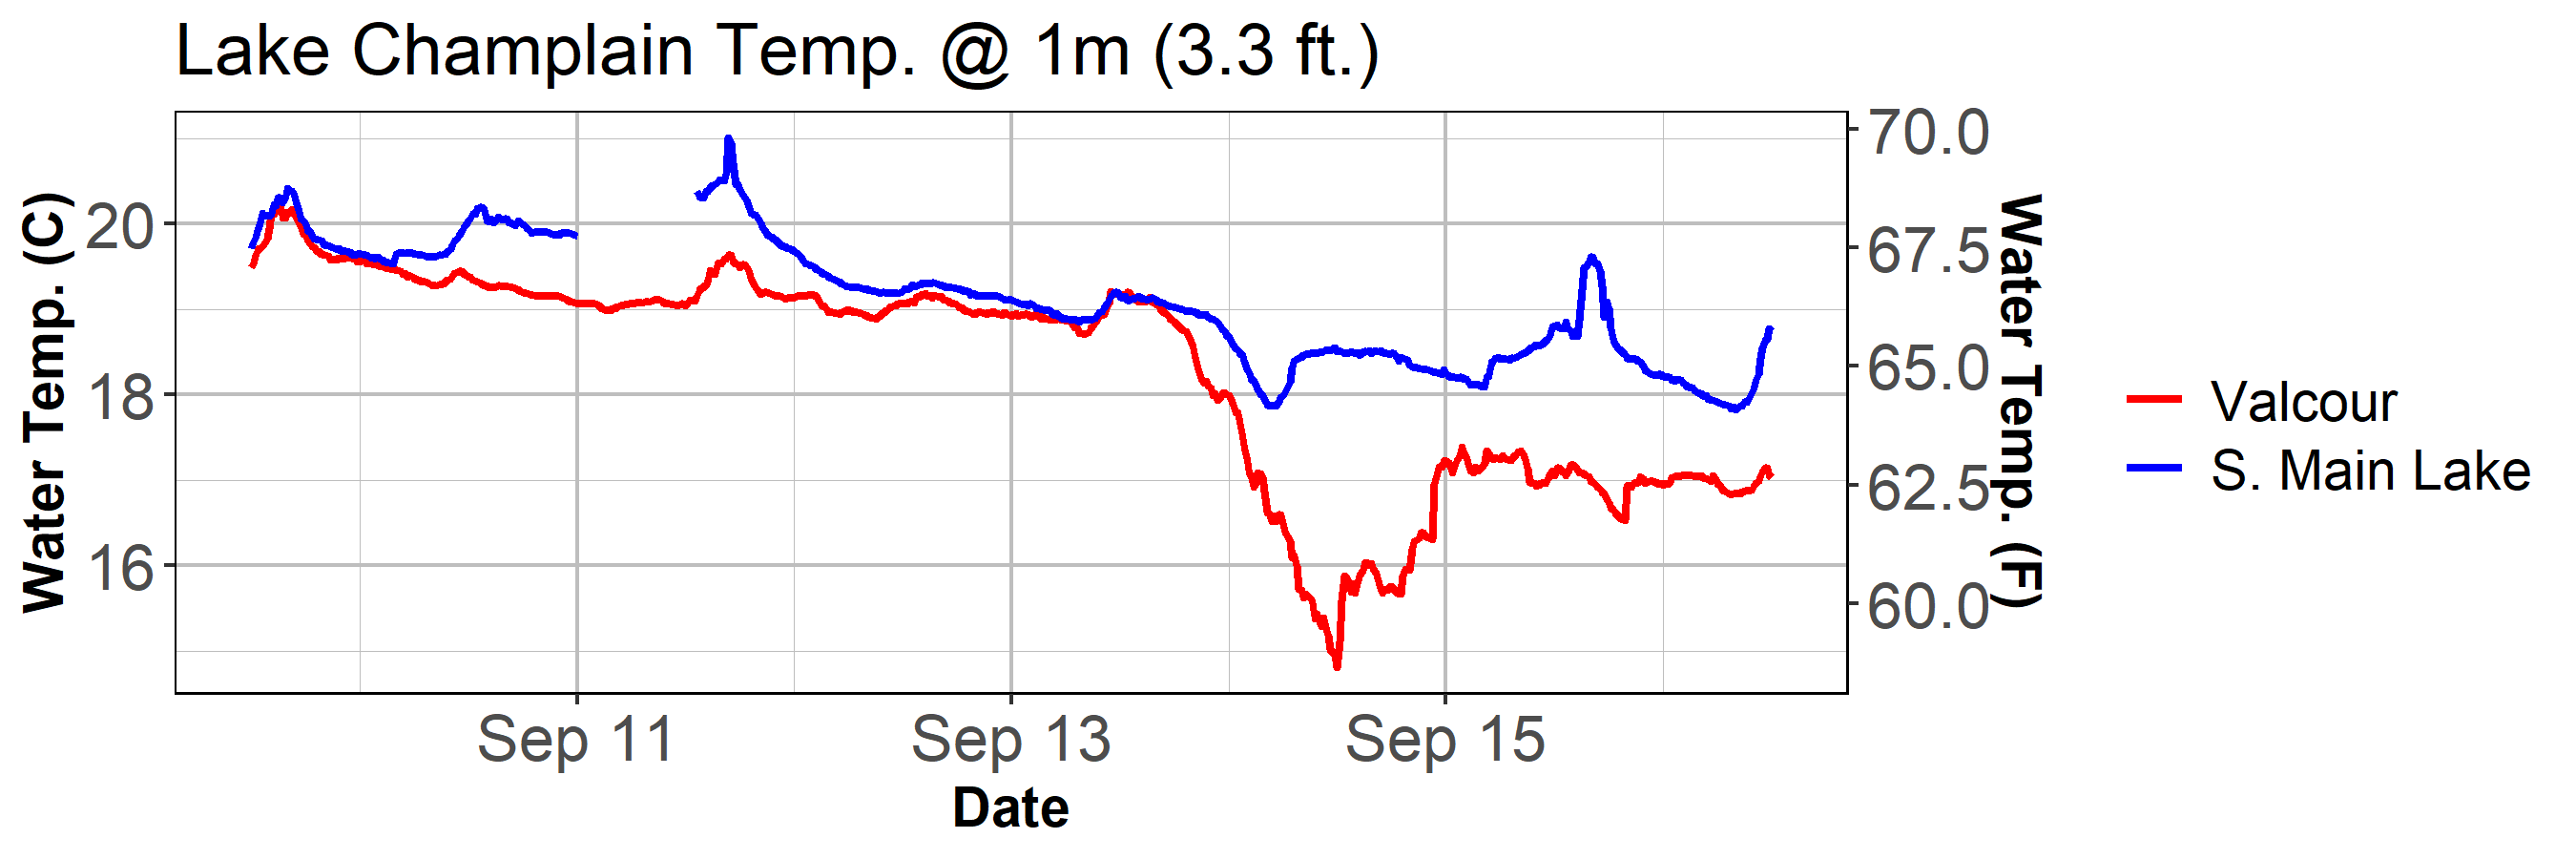 Lake Champlain Temp. @ 1m (3.3 ft.)
Water Temp. (C)
20
18
16
70.0
67.5
65.0
62.5
60.0
Water Temp. (F)
Sep 11
Sep 13
Sep 15
Date
Valcour
S. Main Lake